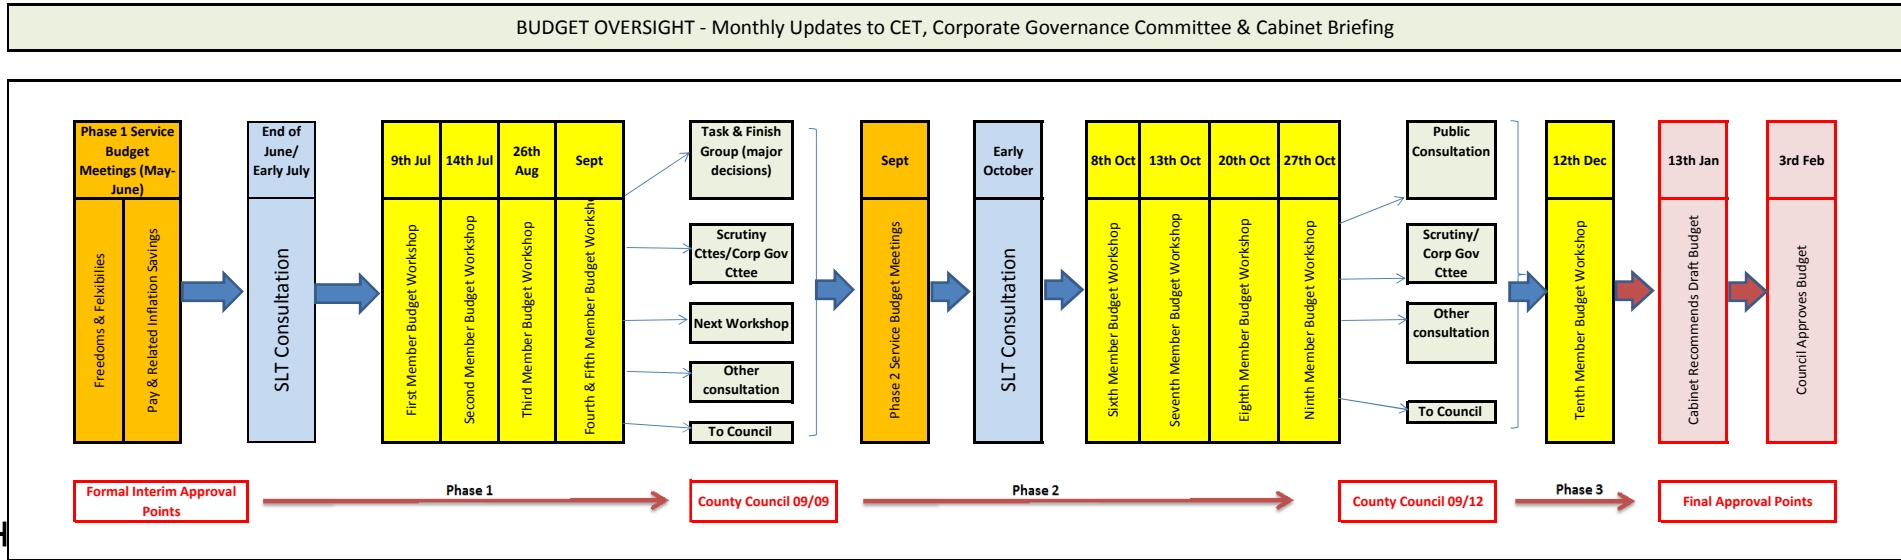 BUDGET OVERSIGHT - Monthly Updates to CET, Corporate Governance Committee & Cabinet Briefing
Phase 1 Service
Budget
Meetings (May-
June)
Freedoms & Felxibilies
Pay & Related Inflation Savings
End of
June/
Early July
SLT Consultation
9th Jul
First Member Budget Workshop
14th Jul
Second Member Budget Workshop
26th
Aug
Third Member Budget Workshop
Sept
Fourth & Fifth Member Budget Worksho
Task & Finish
Group (major
decisions)
Scrutiny
Cttes/Corp Gov
Cttee
Next Workshop
Other
consultation
To Council
Sept
Phase 2 Service Budget Meetings
Early
October
SLT Consultation
8th Oct
Sixth Member Budget Workshop
13th Oct
Seventh Member Budget Workshop
20th Oct
Eighth Member Budget Workshop
27th Oct
Ninth Member Budget Workshop
Public
Consultation
Scrutiny/
Corp Gov
Cttee
Other
consultation
To Council
12th Dec
Tenth Member Budget Workshop
13th Jan
Cabinet Recommends Draft Budget
3rd Feb
Council Approves Budget
Formal Interim Approval
Points
Phase 1
County Council 09/09
Phase 2
County Council 09/12
Phase 3
Final Approval Points